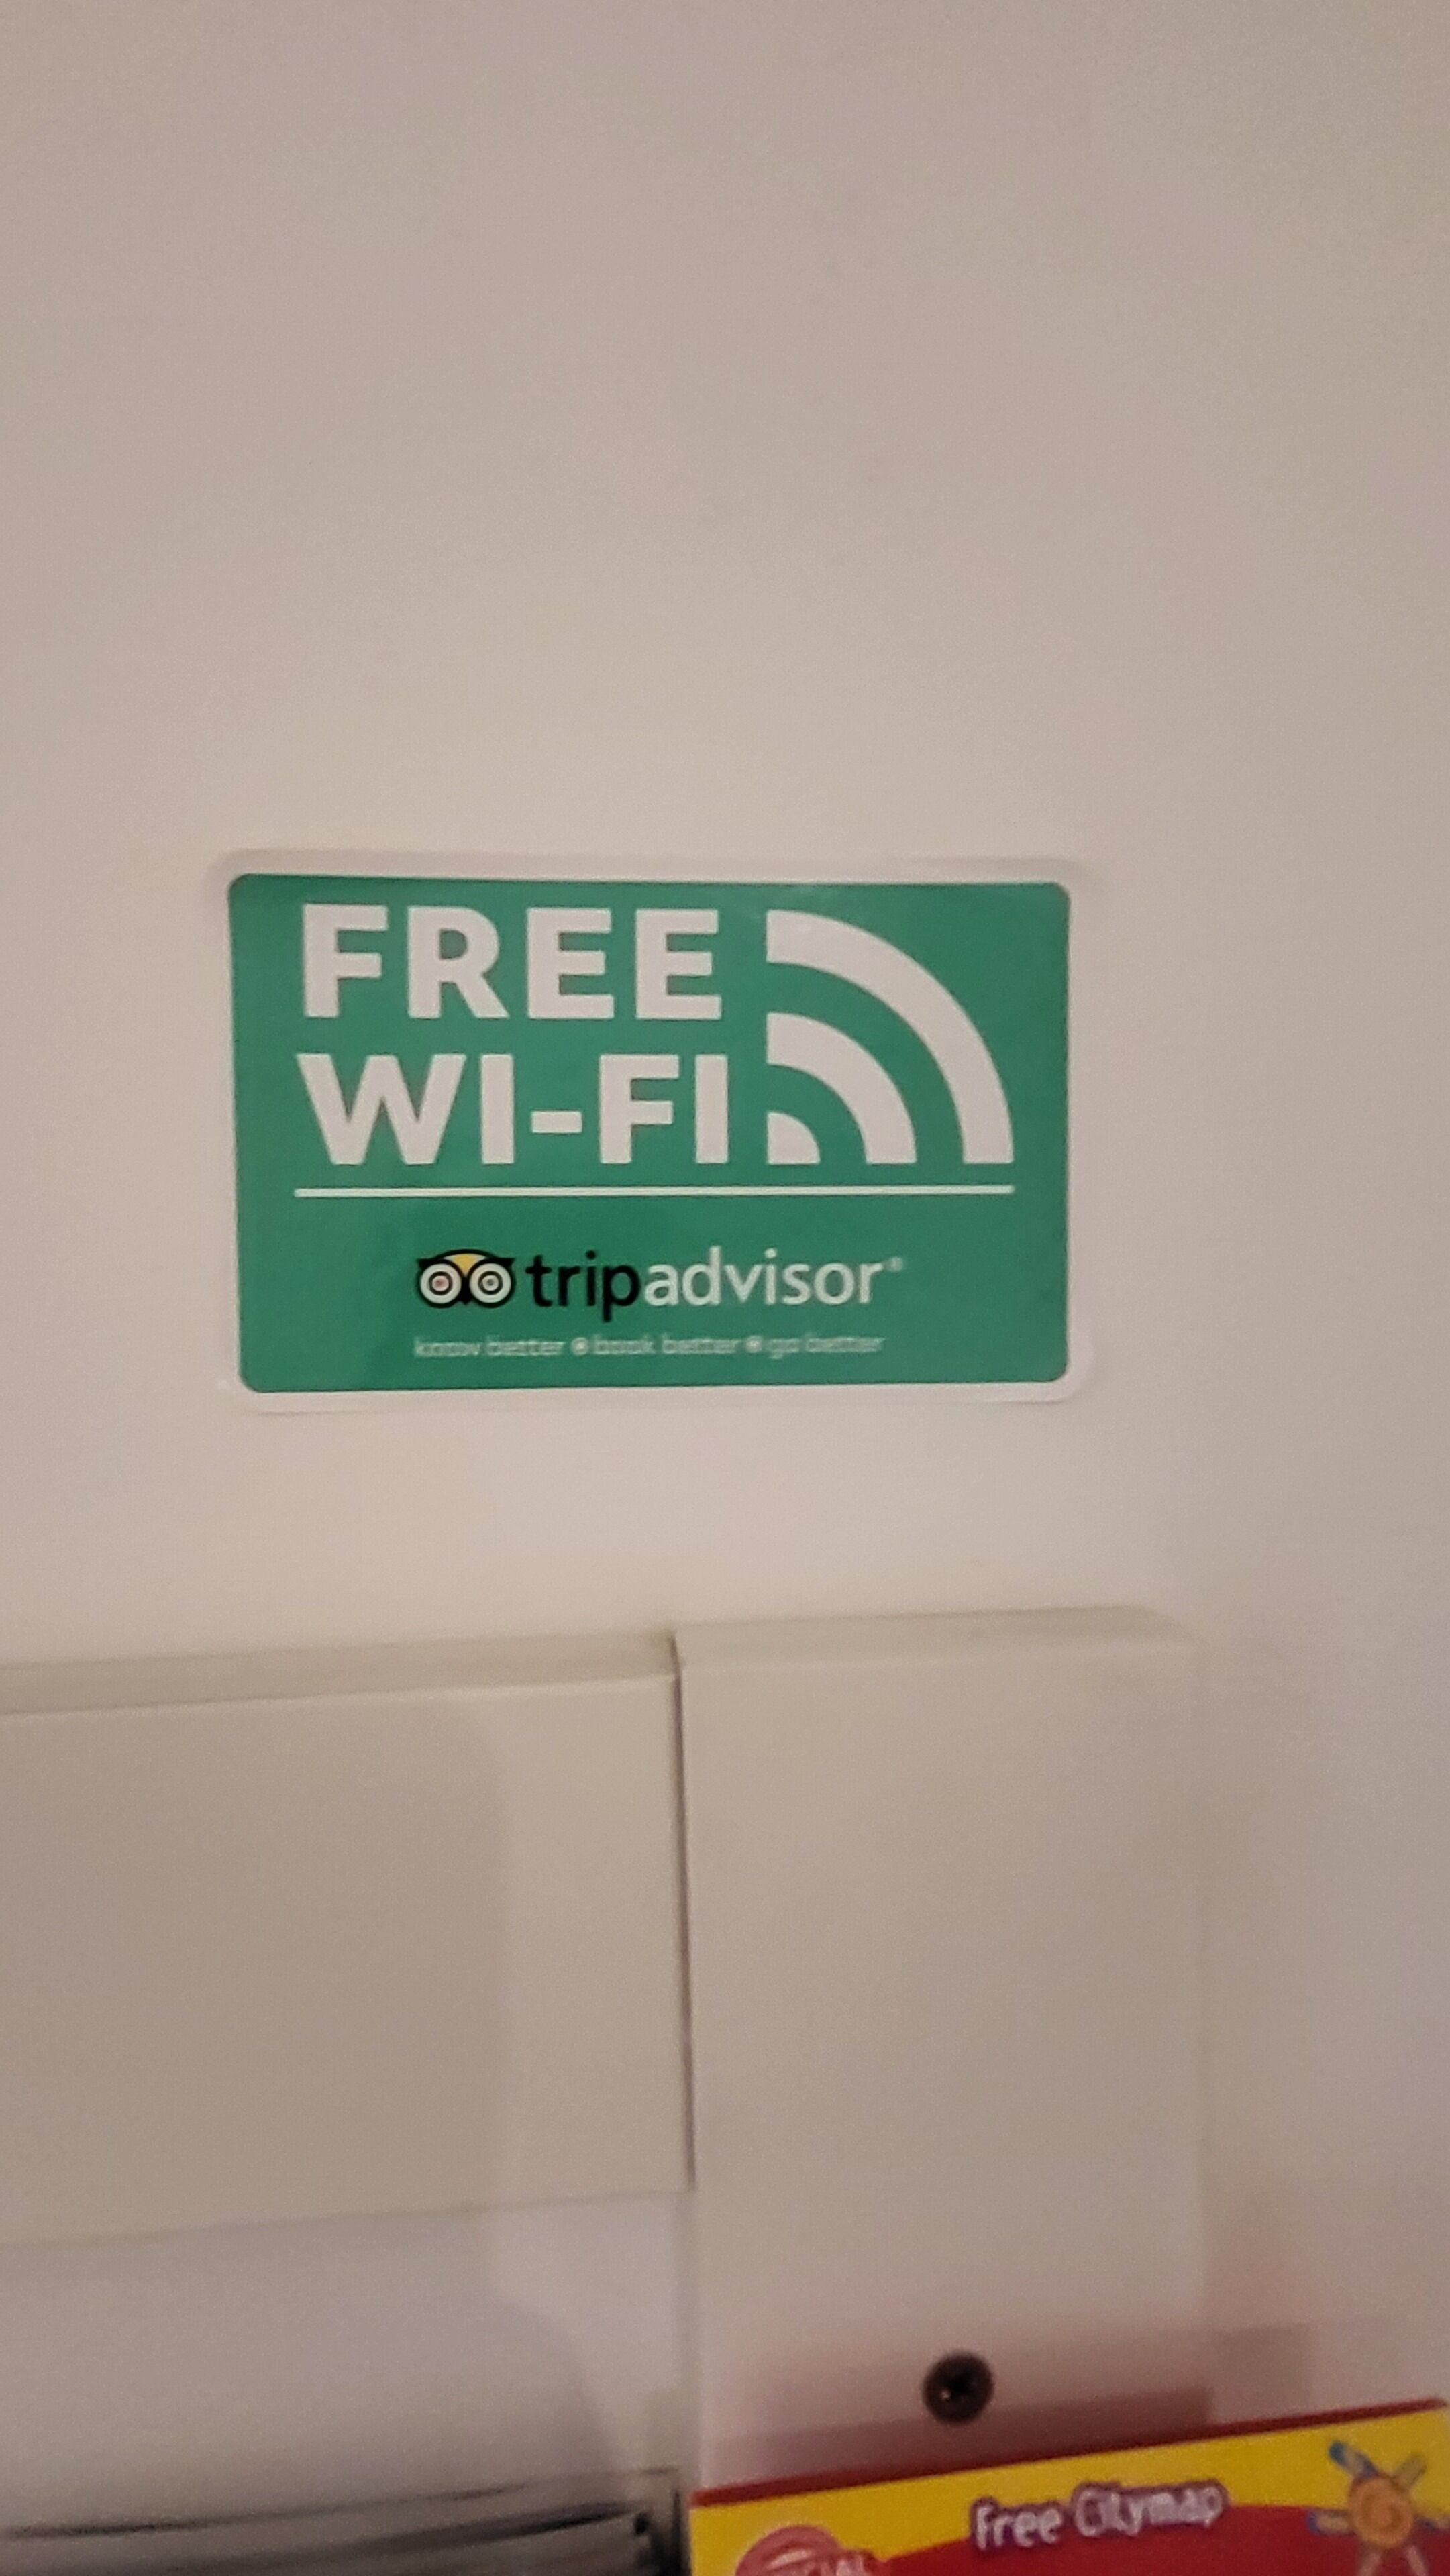 FREE
WI-FI
tripadvisor®
know better • book better • go better
Free Citymap